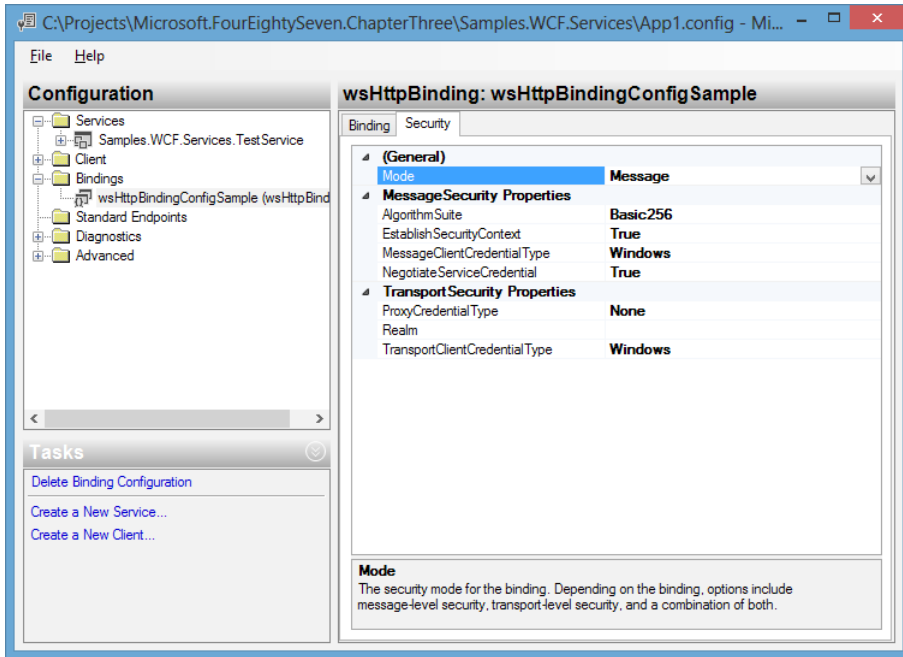 C:\Projects\Microsoft.FourEightySeven.ChapterThree\Samples.WCF.Services\App1.config - Mi...
File Help
Configuration
Services
Samples.WCF.Services.TestService
Client
Bindings
wsHttpBindingConfigSample (wsHttpBind
Standard Endpoints
Diagnostics
Advanced
Tasks
Delete Binding Configuration
Create a New Service...
Create a New Client...
wsHttpBinding: wsHttpBindingConfigSample
Binding Security
(General)
Mode Message
MessageSecurity Properties
AlgorithmSuite Basic256
EstablishSecurityContext True
MessageClientCredentialType Windows
NegotiateServiceCredential True
TransportSecurity Properties
ProxyCredentialType None
Realm
TransportClientCredentialType Windows
Mode
The security mode for the binding. Depending on the binding, options include
message-level security, transport-level security, and a combination of both.